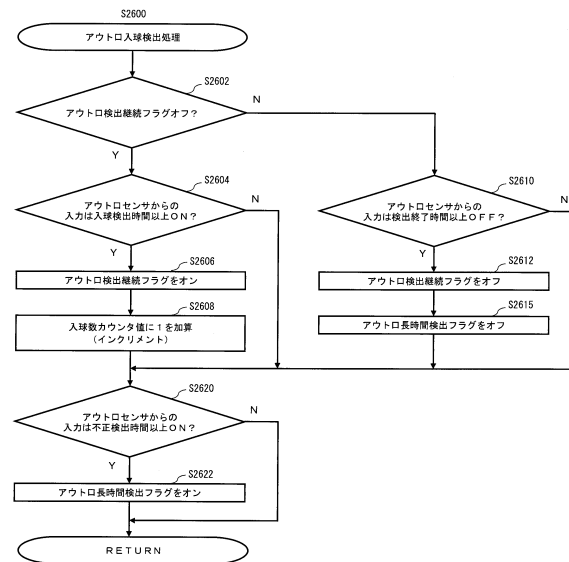 S2600
アウトロ入球検出処理
S2602
アウトロ検出継続フラグオフ？
N
Y
S2604
アウトロセンサからの
入力は入球検出時間以上ＯＮ？
N
Y
S2610
アウトロセンサからの
入力は検出終了時間以上ＯＦＦ？
N
Y
S2606
アウトロ検出継続フラグをオン
S2612
アウトロ検出継続フラグをオフ
S2608
入球数カウンタ値に１を加算
（インクリメント）
S2615
アウトロ長時間検出フラグをオフ
S2620
アウトロセンサからの
入力は不正検出時間以上ＯＮ？
N
Y
S2622
アウトロ長時間検出フラグをオン
ＲＥＴＵＲＮ